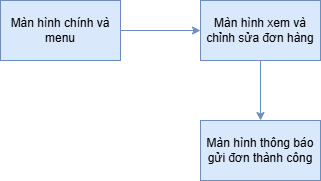 Màn hình chính và
menu
Màn hình xem và
chỉnh sửa đơn hàng
Màn hình thông báo
gửi đơn thành công